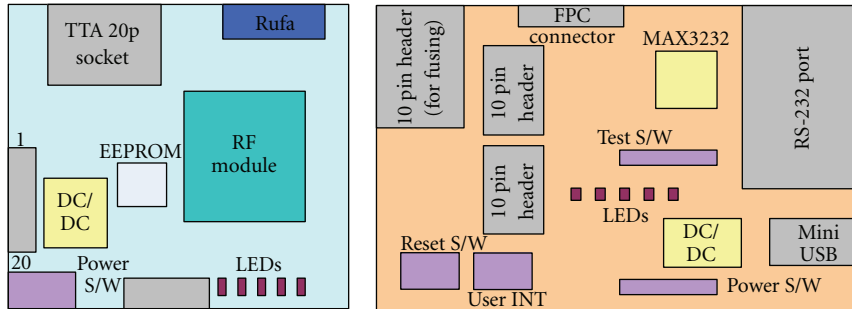 TTA 20p
socket
Rufa
1
EEPROM
RF
module
DC/
DC
20
Power
S/W
LEDs
10 pin header
(for fusing)
FPC
connector
10 pin
header
MAX3232
RS-232 port
Test S/W
10 pin
header
LEDs
Reset S/W
User INT
DC/
DC
Mini
USB
Power S/W